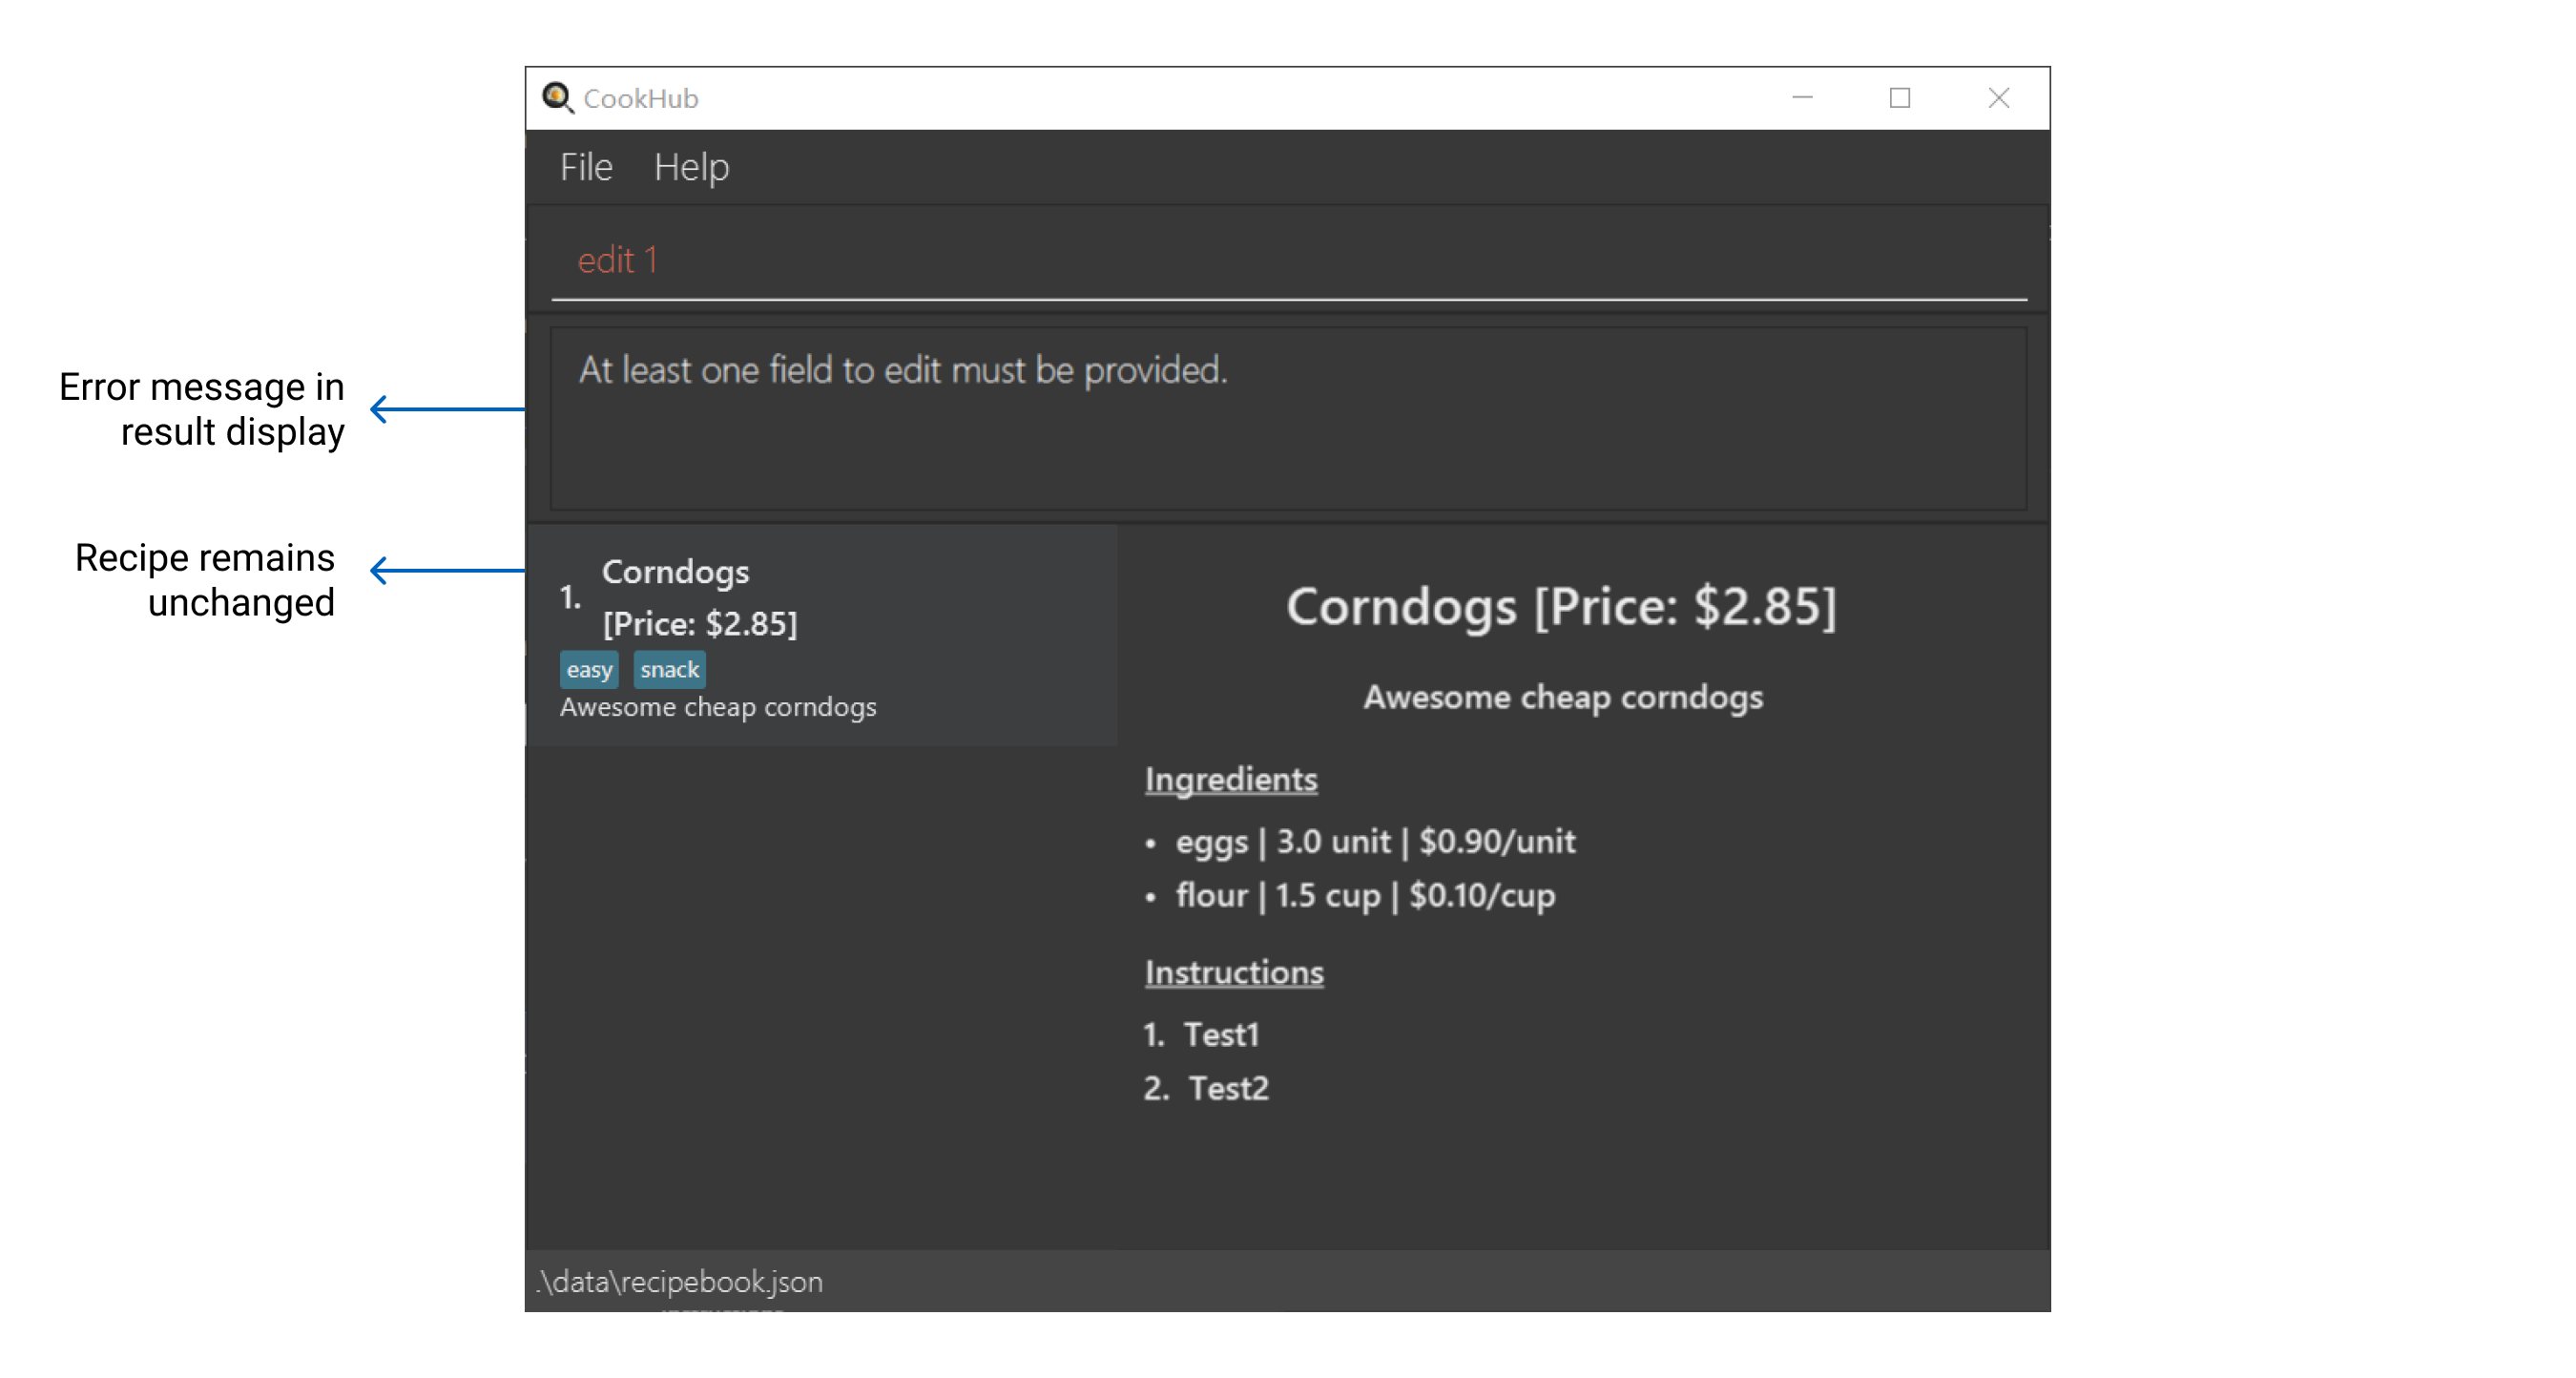 CookHub
File Help
edit 1
At least one field to edit must be provided.
Error message in
result display
Recipe remains
unchanged
1.
Corndogs
[Price: $2.85]
easy snack
Awesome cheap corndogs
Corndogs [Price: $2.85]
Awesome cheap corndogs
Ingredients
• eggs | 3.0 unit | $0.90/unit
• flour | 1.5 cup | $0.10/cup
Instructions
1. Test1
2. Test2
.\data\recipebook.json